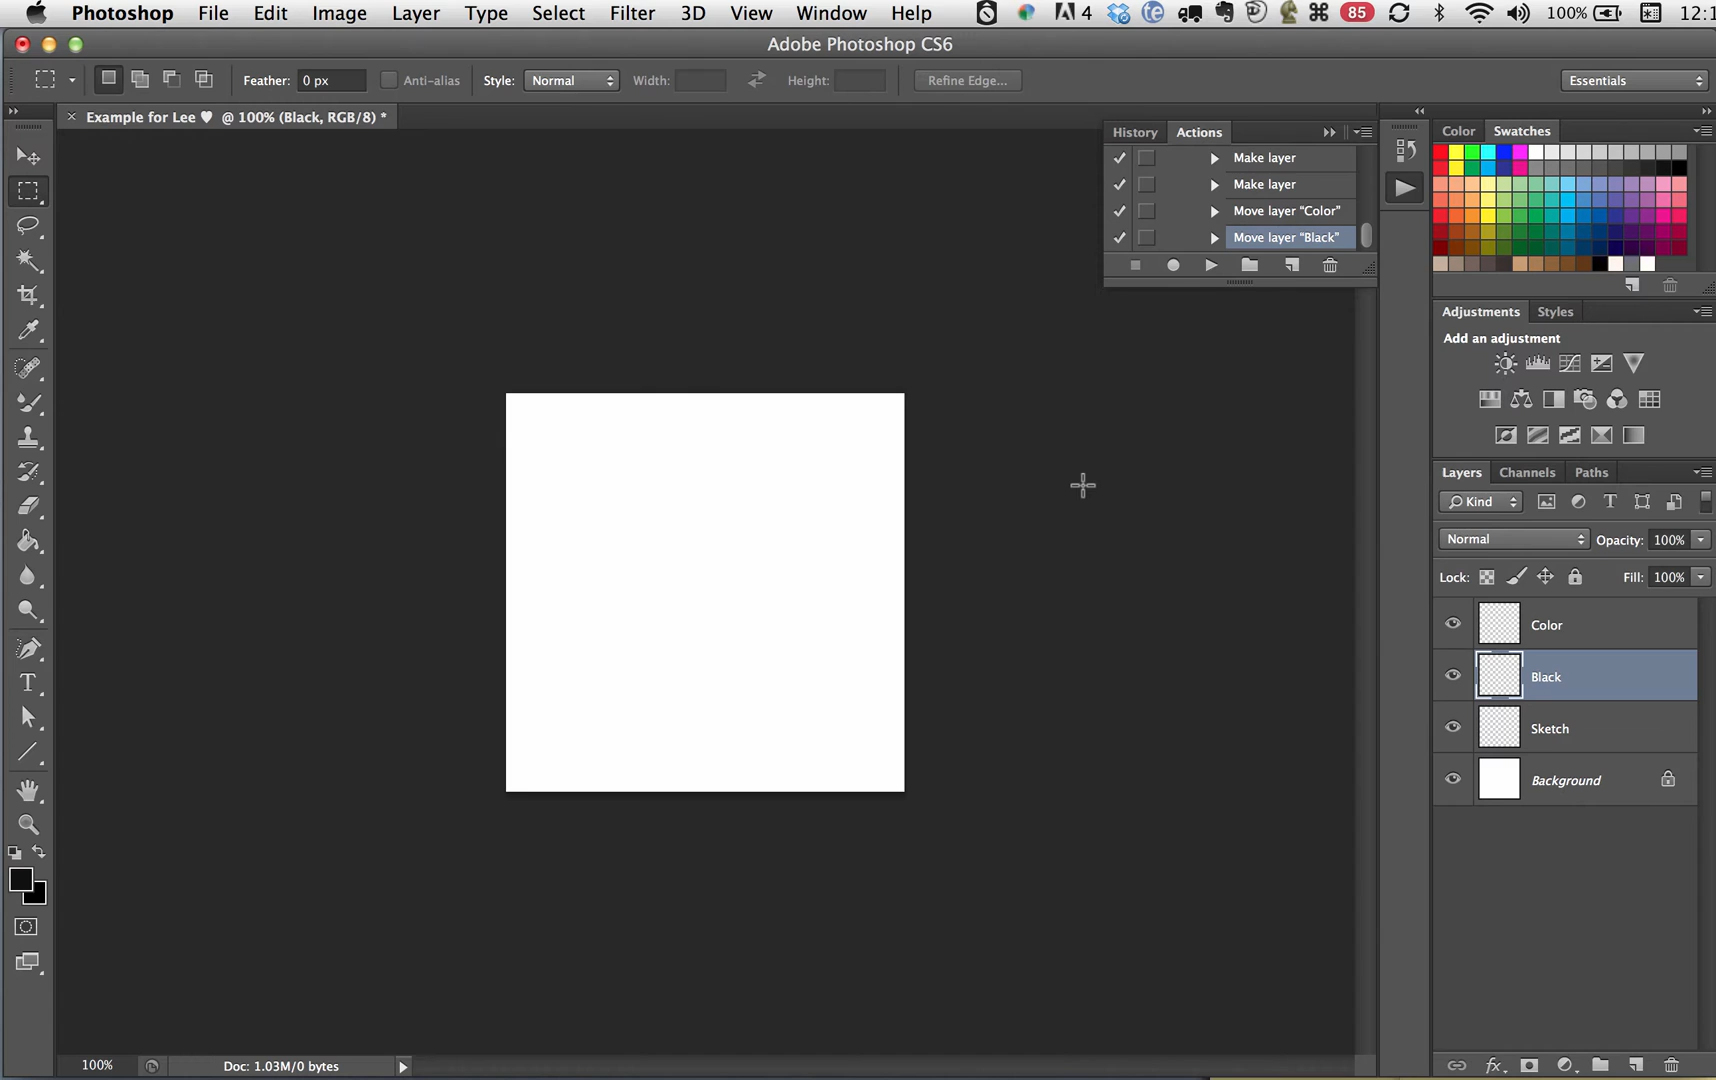 Photoshop File Edit Image Layer Type Select Filter 3D View Window Help 4 85 100% 12:1
Adobe Photoshop CS6
Feather: 0 px Anti-alias Style: Normal Width: Height: Refine Edge... Essentials
Example for Lee ♥ @ 100% (Black, RGB/8) *
History Actions
Make layer
Make layer
Move layer “Color”
Move layer “Black”
Color Swatches
Adjustments Styles
Add an adjustment
Layers Channels Paths
Kind
Normal Opacity: 100%
Lock: Fill: 100%
Color
Black
Sketch
Background
100% Doc: 1.03M/0 bytes